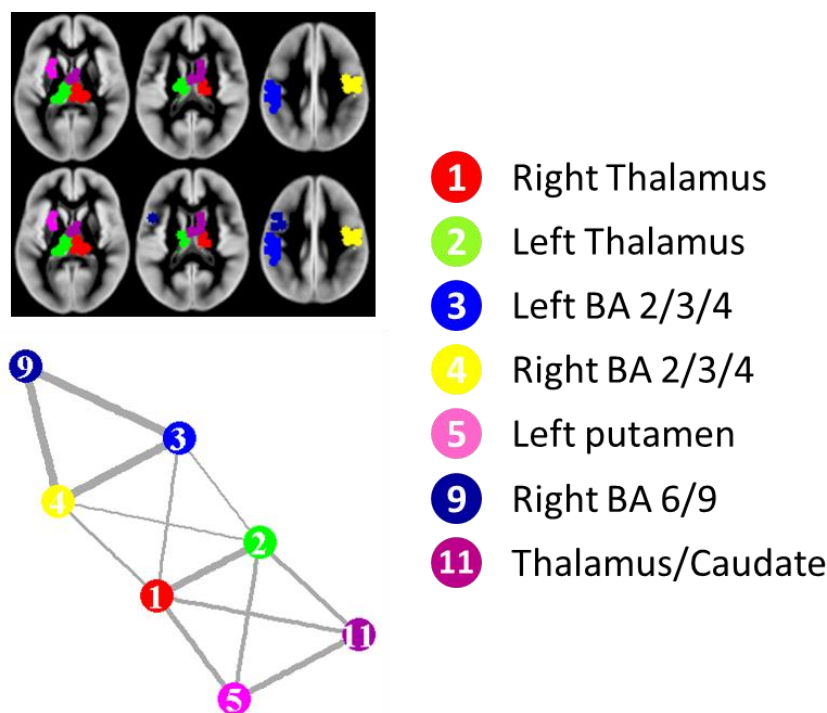 1 Right Thalamus
2 Left Thalamus
3 Left BA 2/3/4
4 Right BA 2/3/4
5 Left putamen
9 Right BA 6/9
11 Thalamus/Caudate
9
3
4
2
1
11
5